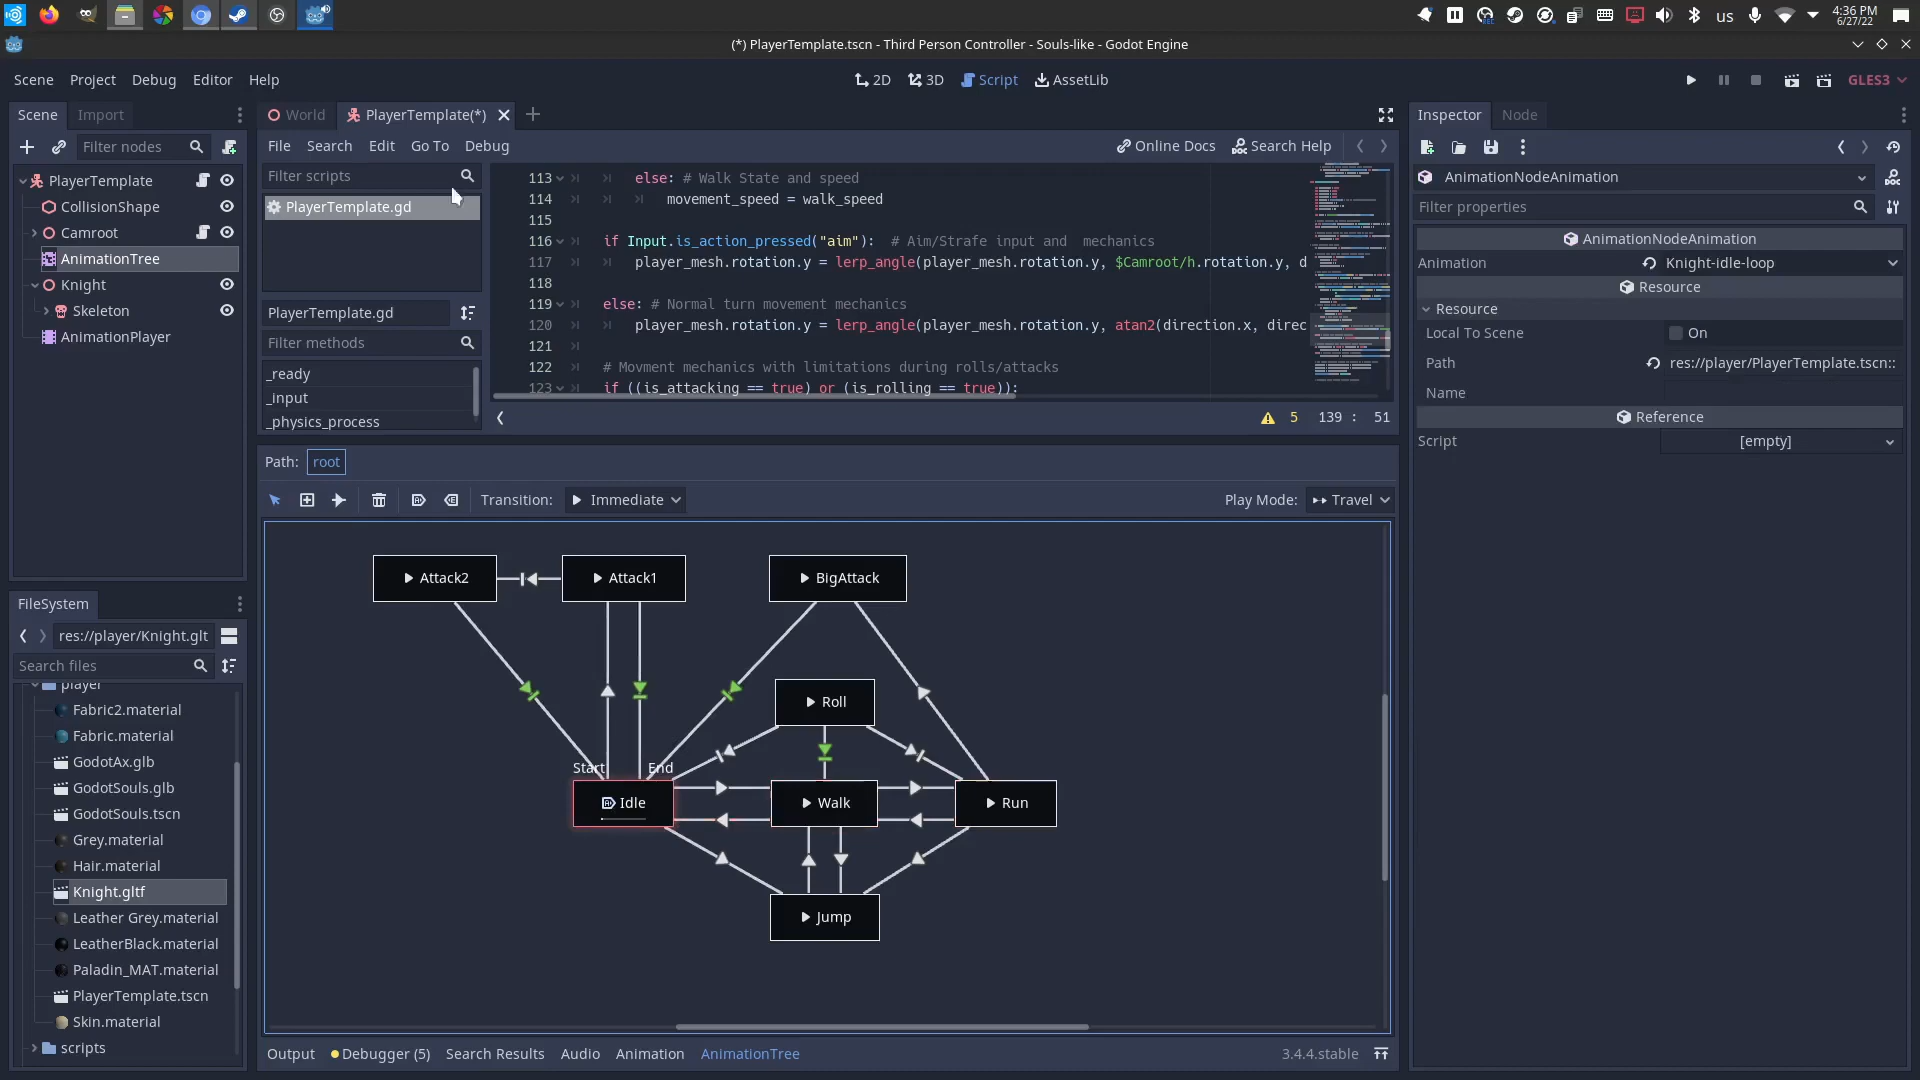 us
4:36 PM
6/27/22
(*) PlayerTemplate.tscn - Third Person Controller - Souls-like - Godot Engine
Scene Project Debug Editor Help
2D 3D Script AssetLib
GLES3
Scene Import
Filter nodes
PlayerTemplate
CollisionShape
Camroot
AnimationTree
Knight
Skeleton
AnimationPlayer
FileSystem
res://player/Knight.glt
Search files
player
Fabric2.material
Fabric.material
GodotAx.glb
GodotSouls.glb
GodotSouls.tscn
Grey.material
Hair.material
Knight.gltf
Leather Grey.material
LeatherBlack.material
Paladin_MAT.material
PlayerTemplate.tscn
Skin.material
scripts
World PlayerTemplate(*)
File Search Edit Go To Debug
Online Docs Search Help
Filter scripts
PlayerTemplate.gd
PlayerTemplate.gd
Filter methods
_ready
_input
_physics_process
113 else: # Walk State and speed
114 movement_speed = walk_speed
115
116 if Input.is_action_pressed("aim"):  # Aim/Strafe input and  mechanics
117 player_mesh.rotation.y = lerp_angle(player_mesh.rotation.y, $Camroot/h.rotation.y, d
118
119 else: # Normal turn movement mechanics
120 player_mesh.rotation.y = lerp_angle(player_mesh.rotation.y, atan2(direction.x, direc
121
122 # Movment mechanics with limitations during rolls/attacks
123 if ((is_attacking == true) or (is_rolling == true)):
5 139 : 51
Path: root
Transition: Immediate
Play Mode: Travel
Attack2
Attack1
BigAttack
Roll
Start End
Idle
Walk
Run
Jump
Output Debugger (5) Search Results Audio Animation AnimationTree
3.4.4.stable
Inspector Node
AnimationNodeAnimation
Filter properties
AnimationNodeAnimation
Animation Knight-idle-loop
Resource
Resource
Local To Scene On
Path res://player/PlayerTemplate.tscn::
Name
Reference
Script [empty]